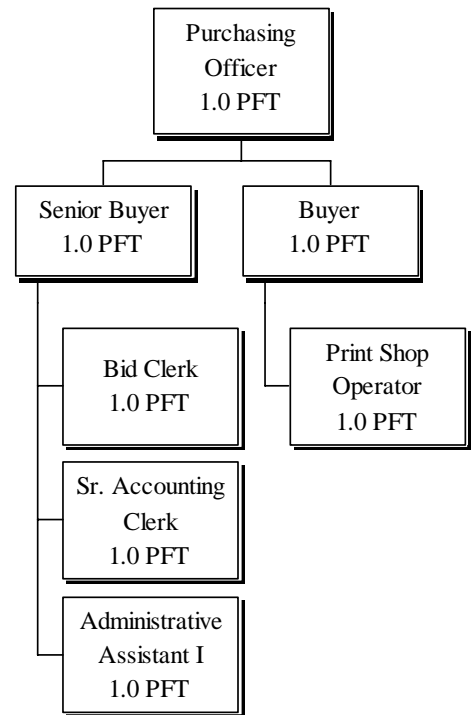 Purchasing
Officer
1.0 PFT
Senior Buyer
1.0 PFT
Buyer
1.0 PFT
Bid Clerk
1.0 PFT
Sr. Accounting
Clerk
1.0 PFT
Administrative
Assistant I
1.0 PFT
Print Shop
Operator
1.0 PFT